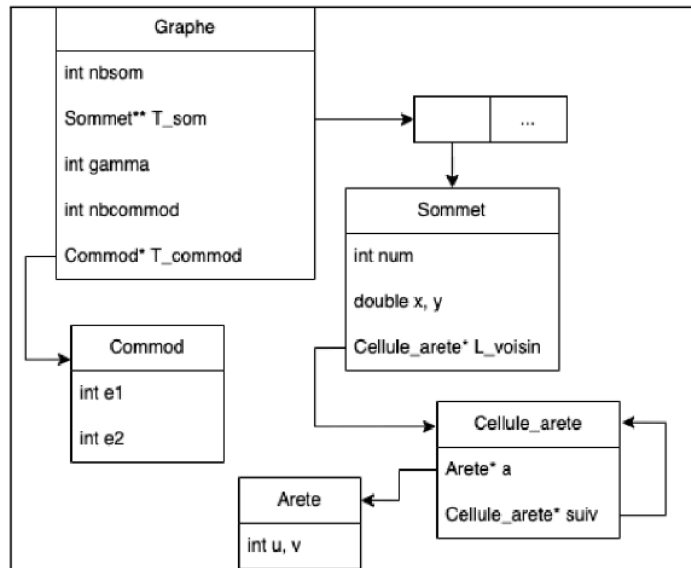 Graphe
int nbsom
Sommet** T_som
int gamma
int nbcommod
Commod* T_commod
...
Sommet
int num
double x, y
Cellule_arete* L_voisin
Commod
int e1
int e2
Cellule_arete
Arete* a
Cellule_arete* suiv
Arete
int u, v